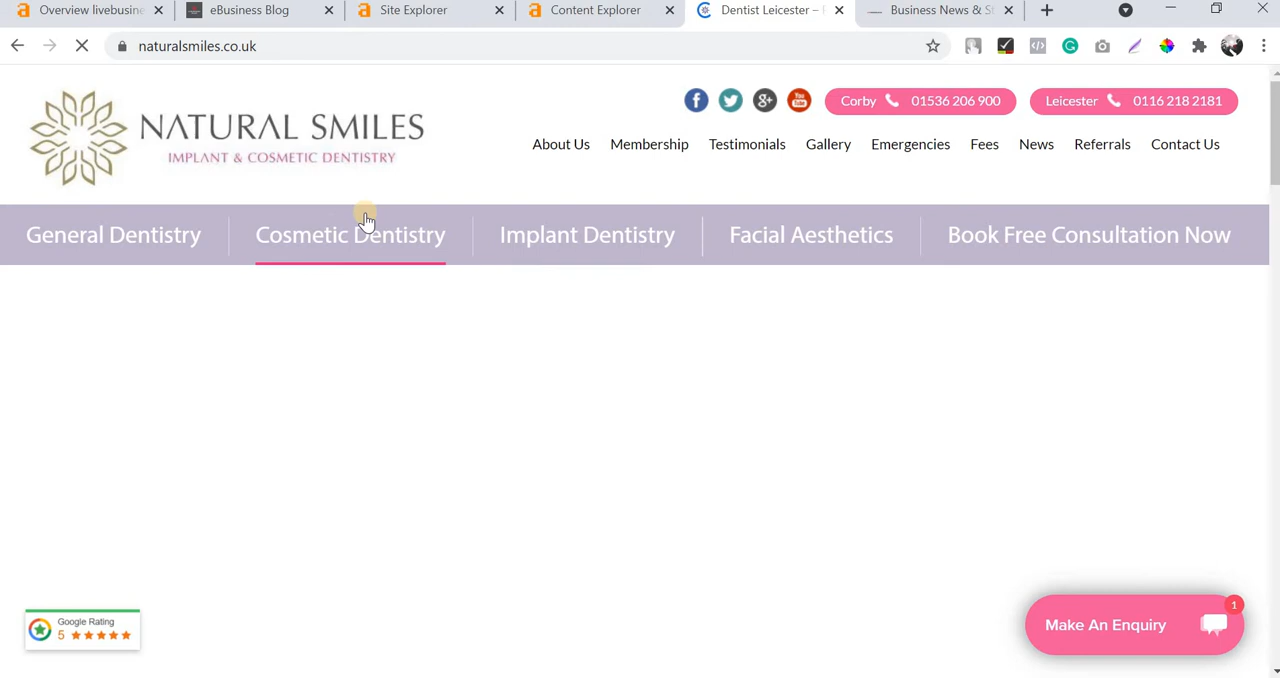 Overview livebusine
eBusiness Blog
Site Explorer
Content Explorer
Dentist Leicester –
Business News & S
naturalsmiles.co.uk
NATURAL SMILES
IMPLANT & COSMETIC DENTISTRY
Corby 01536 206 900
Leicester 0116 218 2181
About Us Membership Testimonials Gallery Emergencies Fees News Referrals Contact Us
General Dentistry Cosmetic Dentistry Implant Dentistry Facial Aesthetics Book Free Consultation Now
Google Rating
5
Make An Enquiry
1